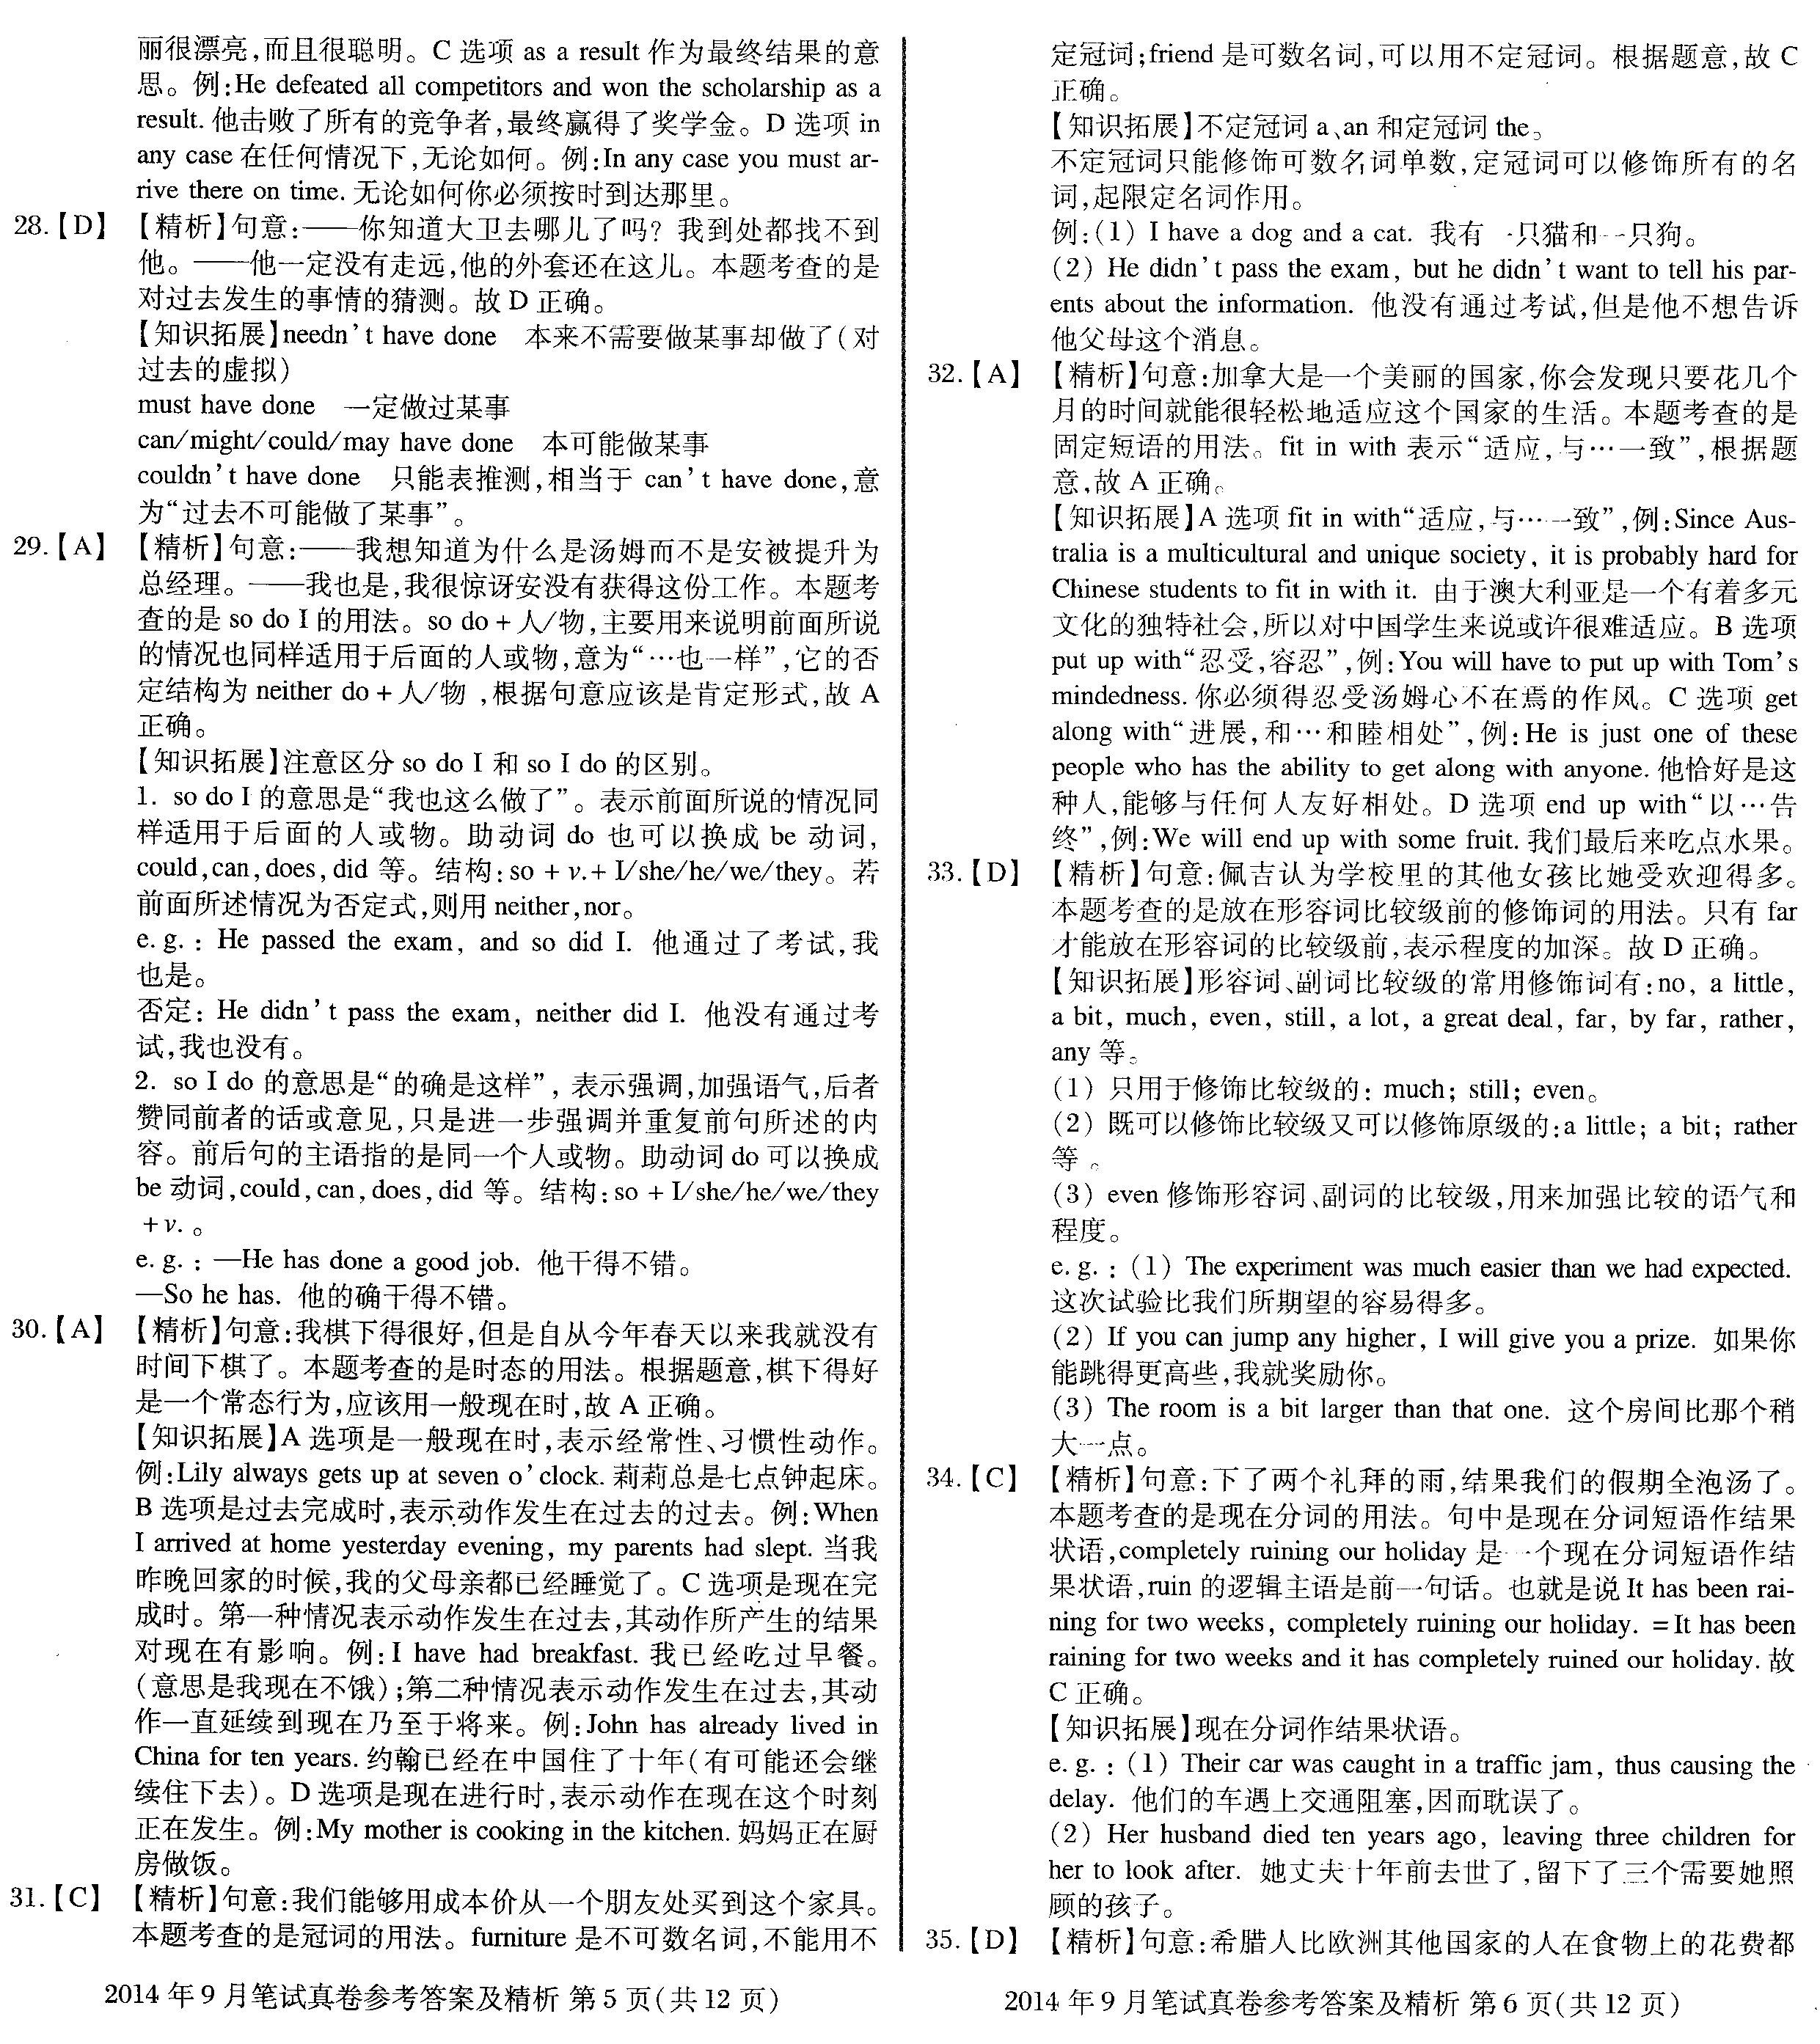 丽很漂亮,而且很聪明。C 选项 as a result 作为最终结果的意
思。例:He defeated all competitors and won the scholarship as a
result. 他击败了所有的竞争者,最终赢得了奖学金。D 选项 in
any case 在任何情况下,无论如何。例:In any case you must ar-
rive there on time. 无论如何你必须按时到达那里。
28.【D】 【精析】句意:——你知道大卫去哪儿了吗? 我到处都找不到
他。——他一定没有走远,他的外套还在这儿。本题考查的是
对过去发生的事情的猜测。故 D 正确。
【知识拓展】needn't have done 本来不需要做某事却做了(对
过去的虚拟)
must have done 一定做过某事
can/might/could/may have done 本可能做某事
couldn't have done 只能表推测,相当于 can't have done,意
为“过去不可能做了某事”。
29.【A】 【精析】句意:——我想知道为什么是汤姆而不是安被提升为
总经理。——我也是,我很惊讶安没有获得这份工作。本题考
查的是 so do I 的用法。so do + 人/物,主要用来说明前面所说
的情况也同样适用于后面的人或物,意为“…也一样”,它的否
定结构为 neither do + 人/物 ,根据句意应该是肯定形式,故 A
正确。
【知识拓展】注意区分 so do I 和 so I do 的区别。
1. so do I 的意思是“我也这么做了”。表示前面所说的情况同
样适用于后面的人或物。助动词 do 也可以换成 be 动词,
could,can,does,did 等。结构:so + v.+ I/she/he/we/they。若
前面所述情况为否定式,则用 neither,nor。
e.g.: He passed the exam, and so did I. 他通过了考试,我
也是。
否定: He didn't pass the exam, neither did I. 他没有通过考
试,我也没有。
2. so I do 的意思是“的确是这样”, 表示强调,加强语气,后者
赞同前者的话或意见,只是进一步强调并重复前句所述的内
容。前后句的主语指的是同一个人或物。助动词 do 可以换成
be 动词,could,can,does,did 等。结构:so + I/she/he/we/they
+v. 。
e.g.: —He has done a good job. 他干得不错。
—So he has. 他的确干得不错。
30.【A】 【精析】句意:我棋下得很好,但是自从今年春天以来我就没有
时间下棋了。本题考查的是时态的用法。根据题意,棋下得好
是一个常态行为,应该用一般现在时,故 A 正确。
【知识拓展】A 选项是一般现在时,表示经常性、习惯性动作。
例:Lily always gets up at seven o'clock. 莉莉总是七点钟起床。
B 选项是过去完成时,表示动作发生在过去的过去。例:When
I arrived at home yesterday evening, my parents had slept. 当我
昨晚回家的时候,我的父母亲都已经睡觉了。C 选项是现在完
成时。第一种情况表示动作发生在过去,其动作所产生的结果
对现在有影响。例:I have had breakfast. 我已经吃过早餐。
(意思是我现在不饿);第二种情况表示动作发生在过去,其动
作一直延续到现在乃至于将来。例:John has already lived in
China for ten years. 约翰已经在中国住了十年(有可能还会继
续住下去)。D 选项是现在进行时,表示动作在现在这个时刻
正在发生。例:My mother is cooking in the kitchen. 妈妈正在厨
房做饭。
31.【C】 【精析】句意:我们能够用成本价从一个朋友处买到这个家具。
本题考查的是冠词的用法。furniture 是不可数名词,不能用不
2014 年 9 月笔试真卷参考答案及精析 第 5 页(共 12 页)
定冠词;friend 是可数名词,可以用不定冠词。根据题意,故 C
正确。
【知识拓展】不定冠词 a、an 和定冠词 the。
不定冠词只能修饰可数名词单数,定冠词可以修饰所有的名
词,起限定名词作用。
例:(1) I have a dog and a cat. 我有一只猫和一只狗。
(2) He didn't pass the exam, but he didn't want to tell his par-
ents about the information. 他没有通过考试,但是他不想告诉
他父母这个消息。
32.【A】 【精析】句意:加拿大是一个美丽的国家,你会发现只要花几个
月的时间就能很轻松地适应这个国家的生活。本题考查的是
固定短语的用法。fit in with 表示“适应,与…一致”,根据题
意,故 A 正确。
【知识拓展】A 选项 fit in with“适应,与…一致”,例:Since Aus-
tralia is a multicultural and unique society, it is probably hard for
Chinese students to fit in with it. 由于澳大利亚是一个有着多元
文化的独特社会,所以对中国学生来说或许很难适应。B 选项
put up with“忍受,容忍”,例:You will have to put up with Tom's
mindedness. 你必须得忍受汤姆心不在焉的作风。C 选项 get
along with“进展,和…和睦相处”,例:He is just one of these
people who has the ability to get along with anyone. 他恰好是这
种人,能够与任何人友好相处。D 选项 end up with“以…告
终”,例:We will end up with some fruit. 我们最后来吃点水果。
33.【D】 【精析】句意:佩吉认为学校里的其他女孩比她受欢迎得多。
本题考查的是放在形容词比较级前的修饰词的用法。只有 far
才能放在形容词的比较级前,表示程度的加深。故 D 正确。
【知识拓展】形容词、副词比较级的常用修饰词有:no, a little,
a bit, much, even, still, a lot, a great deal, far, by far, rather,
any 等。
(1) 只用于修饰比较级的: much; still; even。
(2) 既可以修饰比较级又可以修饰原级的:a little; a bit; rather
等 。
(3) even 修饰形容词、副词的比较级,用来加强比较的语气和
程度。
e.g.: (1) The experiment was much easier than we had expected.
这次试验比我们所期望的容易得多。
(2) If you can jump any higher, I will give you a prize. 如果你
能跳得更高些,我就奖励你。
(3) The room is a bit larger than that one. 这个房间比那个稍
大一点。
34.【C】 【精析】句意:下了两个礼拜的雨,结果我们的假期全泡汤了。
本题考查的是现在分词的用法。句中是现在分词短语作结果
状语,completely ruining our holiday 是一个现在分词短语作结
果状语,ruin 的逻辑主语是前一句话。也就是说 It has been rai-
ning for two weeks, completely ruining our holiday. =It has been
raining for two weeks and it has completely ruined our holiday. 故
C 正确。
【知识拓展】现在分词作结果状语。
e.g.: (1) Their car was caught in a traffic jam, thus causing the
delay. 他们的车遇上交通阻塞,因而耽误了。
(2) Her husband died ten years ago, leaving three children for
her to look after. 她丈夫十年前去世了,留下了三个需要她照
顾的孩子。
35.【D】 【精析】句意:希腊人比欧洲其他国家的人在食物上的花费都
2014 年 9 月笔试真卷参考答案及精析 第 6 页(共 12 页)